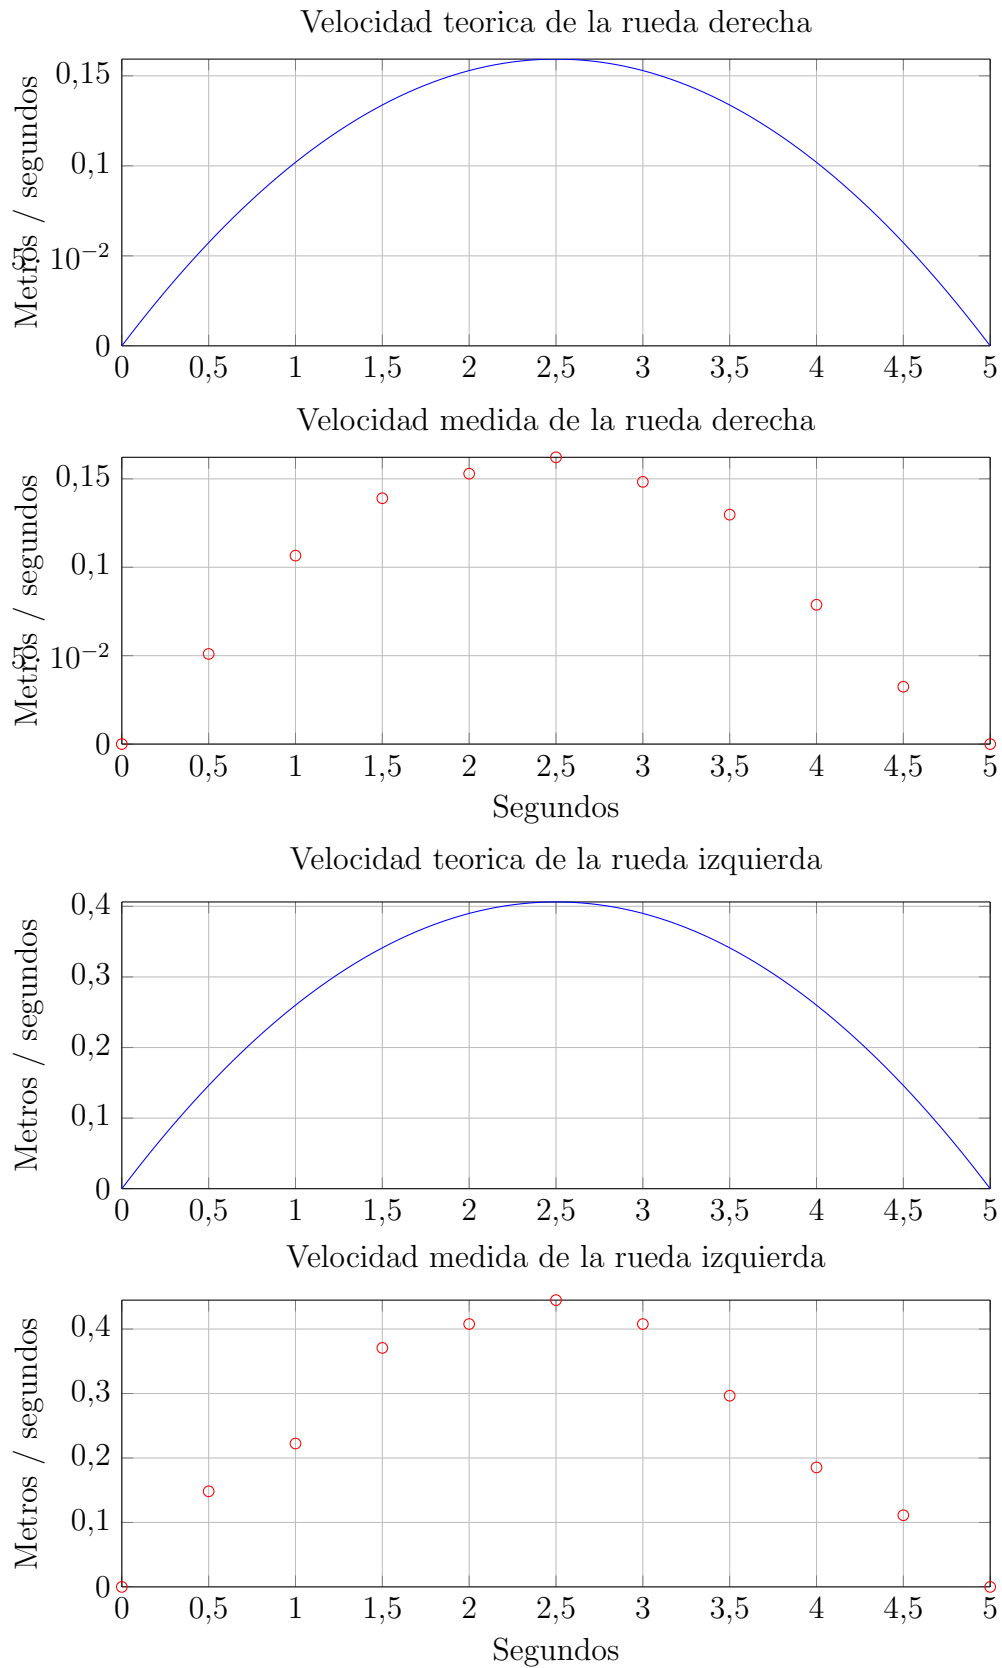 Velocidad teorica de la rueda derecha
Metros / segundos
0,15
0,1
5 · 10−2
0
0 0,5 1 1,5 2 2,5 3 3,5 4 4,5 5
Velocidad medida de la rueda derecha
Metros / segundos
0,15
0,1
5 · 10−2
0
0 0,5 1 1,5 2 2,5 3 3,5 4 4,5 5
Segundos
Velocidad teorica de la rueda izquierda
Metros / segundos
0,4
0,3
0,2
0,1
0
0 0,5 1 1,5 2 2,5 3 3,5 4 4,5 5
Velocidad medida de la rueda izquierda
Metros / segundos
0,4
0,3
0,2
0,1
0
0 0,5 1 1,5 2 2,5 3 3,5 4 4,5 5
Segundos